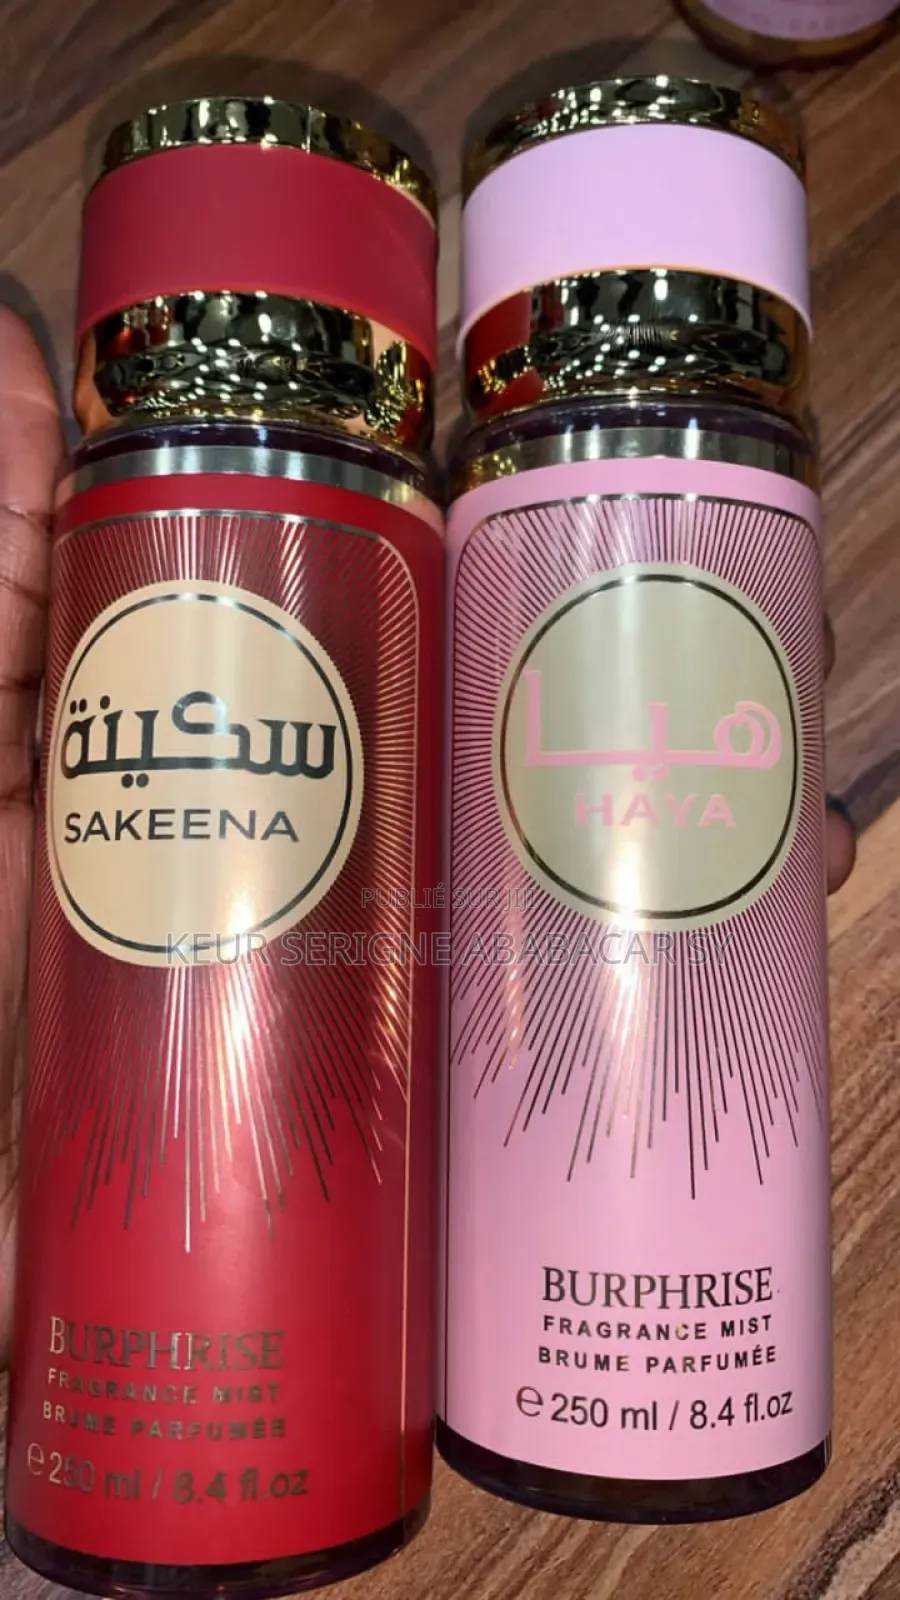 سكينة
SAKEENA
BURPHRISE
FRAGRANCE MIST
BRUME PARFUMÉE
e 250 ml / 8.4 fl.oz
هيا
HAYA
BURPHRISE
FRAGRANCE MIST
BRUME PARFUMÉE
e 250 ml / 8.4 fl.oz
PUBLIÉ SUR JIJI
KEUR SERIGNE ABABACAR SY